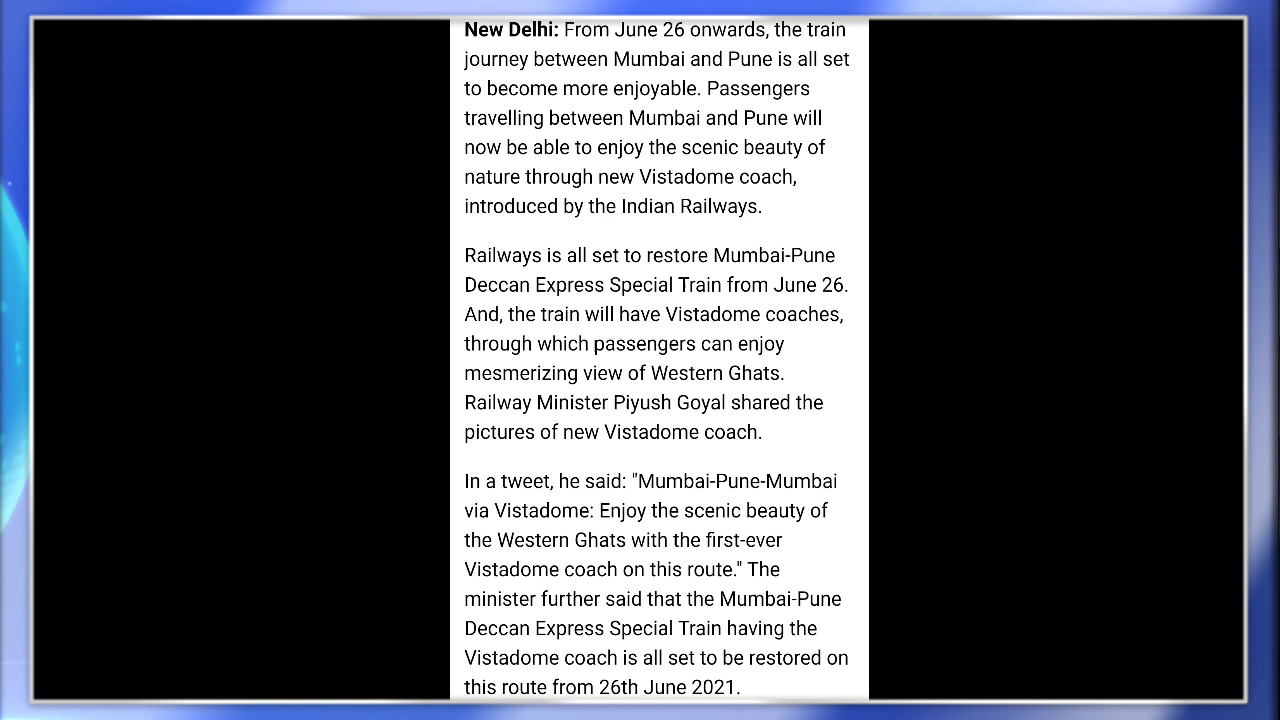 New Delhi: From June 26 onwards, the train
journey between Mumbai and Pune is all set
to become more enjoyable. Passengers
travelling between Mumbai and Pune will
now be able to enjoy the scenic beauty of
nature through new Vistadome coach,
introduced by the Indian Railways.
Railways is all set to restore Mumbai-Pune
Deccan Express Special Train from June 26.
And, the train will have Vistadome coaches,
through which passengers can enjoy
mesmerizing view of Western Ghats.
Railway Minister Piyush Goyal shared the
pictures of new Vistadome coach.
In a tweet, he said: "Mumbai-Pune-Mumbai
via Vistadome: Enjoy the scenic beauty of
the Western Ghats with the first-ever
Vistadome coach on this route." The
minister further said that the Mumbai-Pune
Deccan Express Special Train having the
Vistadome coach is all set to be restored on
this route from 26th June 2021.